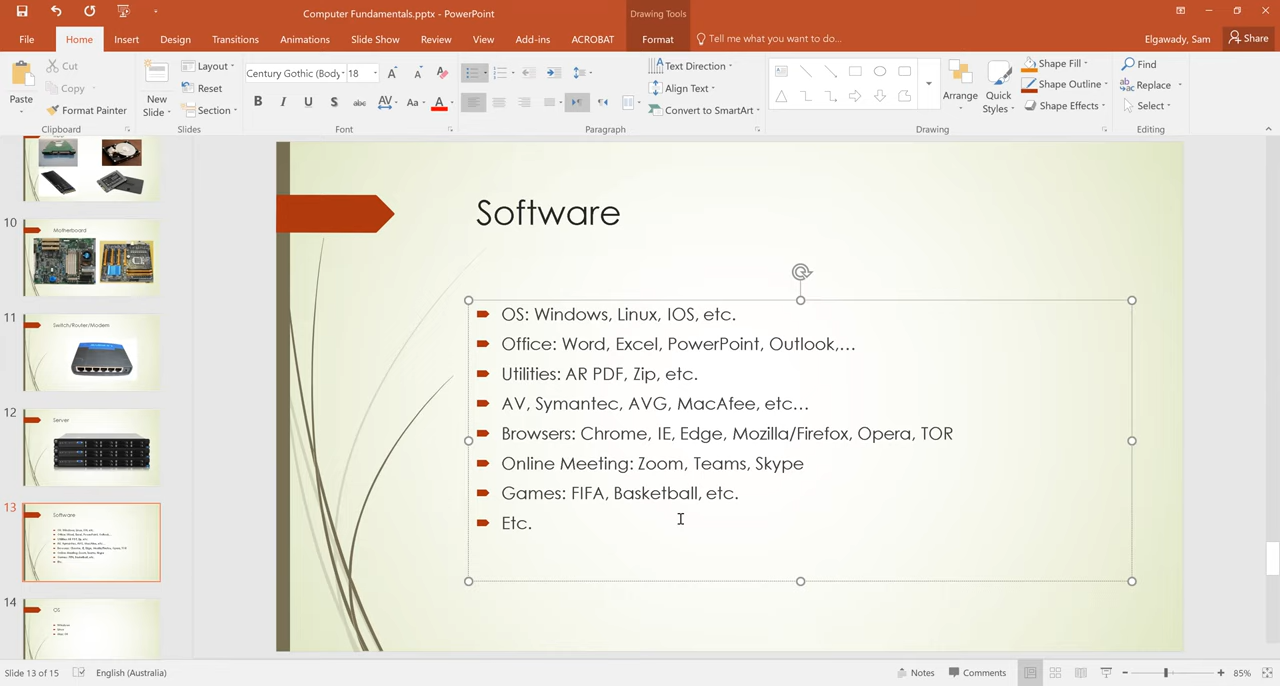 Computer Fundamentals.pptx - PowerPoint
Drawing Tools
File Home Insert Design Transitions Animations Slide Show Review View Add-ins ACROBAT Format Tell me what you want to do... Elgawady, Sam Share
Paste
Cut
Copy
Format Painter
Clipboard
New Slide
Layout
Reset
Section
Slides
Century Gothic (Body 18
B I U S abc AV Aa A
Font
Text Direction
Align Text
Convert to SmartArt
Paragraph
Arrange
Quick Styles
Shape Fill
Shape Outline
Shape Effects
Drawing
Find
Replace
Select
Editing
10
Motherboard
11
Switch/Router/Modem
12
Server
13
Software
14
OS
Software
OS: Windows, Linux, IOS, etc.
Office: Word, Excel, PowerPoint, Outlook,…
Utilities: AR PDF, Zip, etc.
AV, Symantec, AVG, MacAfee, etc…
Browsers: Chrome, IE, Edge, Mozilla/Firefox, Opera, TOR
Online Meeting: Zoom, Teams, Skype
Games: FIFA, Basketball, etc.
Etc.
Slide 13 of 15 English (Australia) Notes Comments 85%